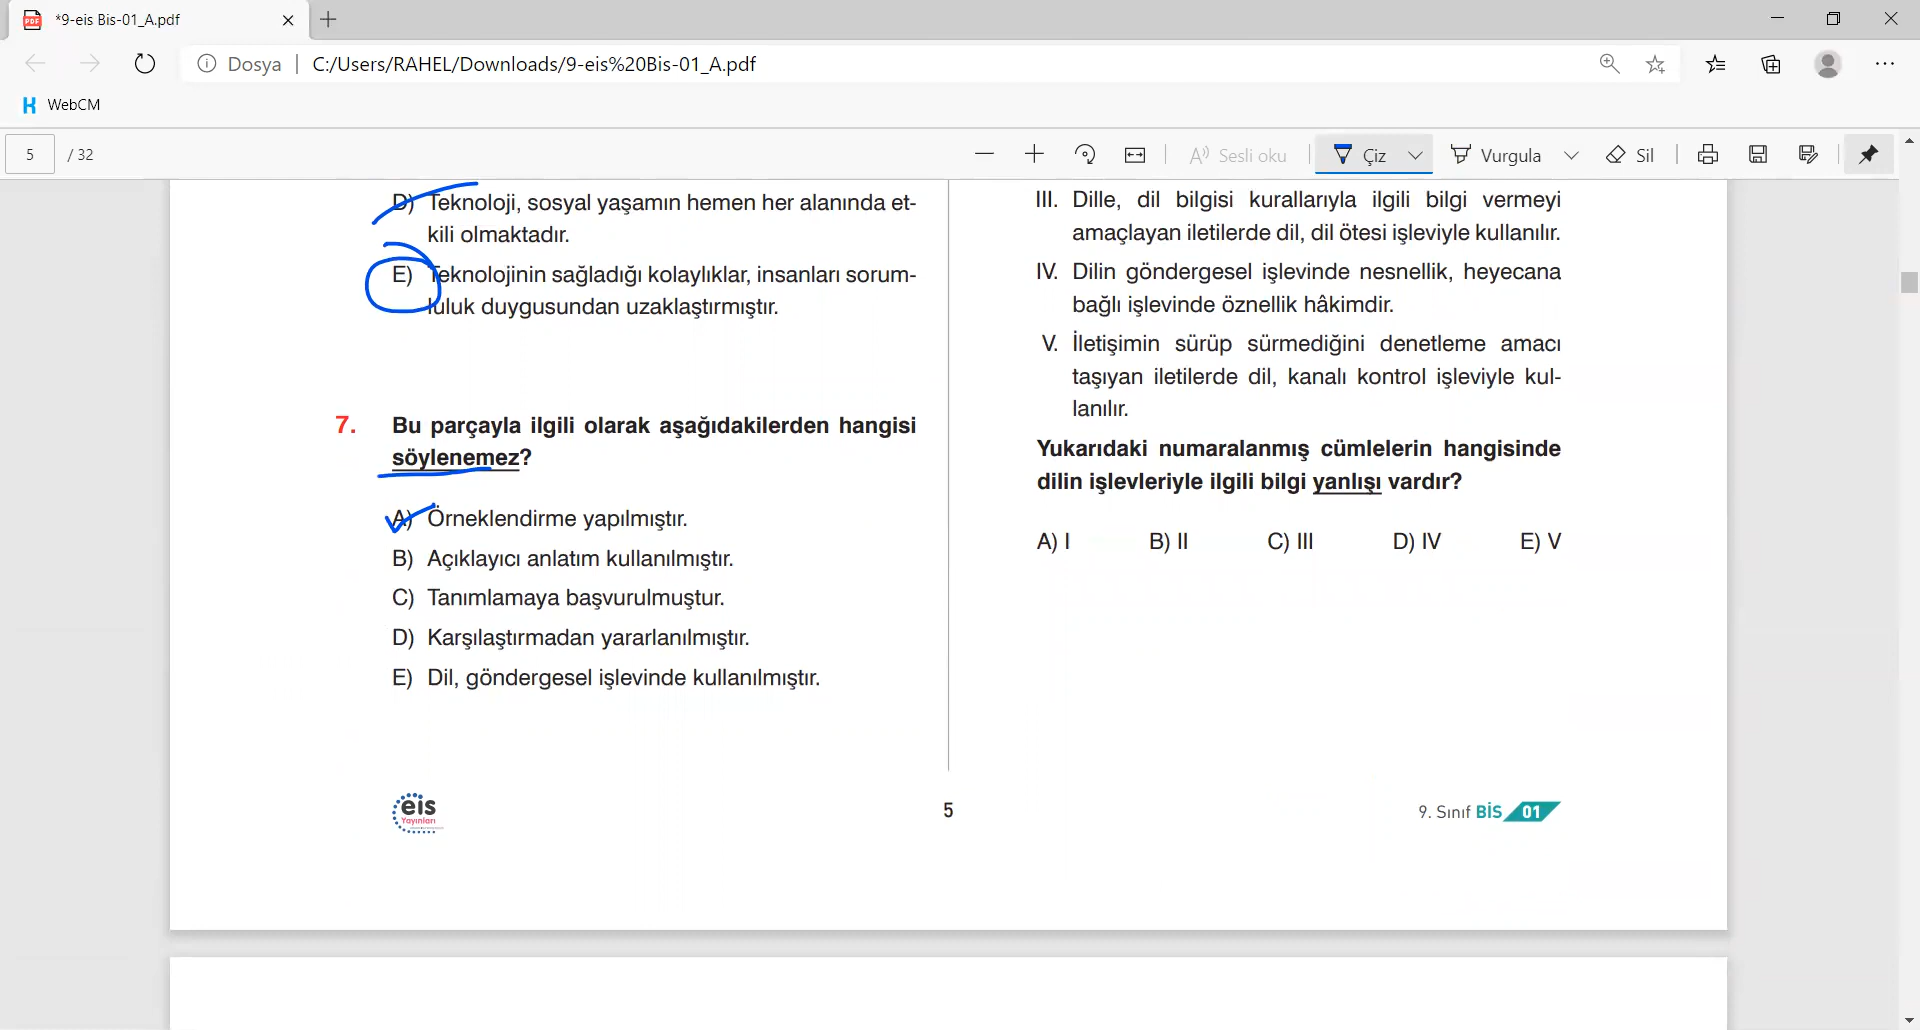 *9-eis Bis-01_A.pdf
Dosya | C:/Users/RAHEL/Downloads/9-eis%20Bis-01_A.pdf
WebCM
5 / 32
Sesli oku
Çiz
Vurgula
Sil
D) Teknoloji, sosyal yaşamın hemen her alanında et-
kili olmaktadır.
E) Teknolojinin sağladığı kolaylıklar, insanları sorum-
luluk duygusundan uzaklaştırmıştır.
7. Bu parçayla ilgili olarak aşağıdakilerden hangisi
söylenemez?
A) Örneklendirme yapılmıştır.
B) Açıklayıcı anlatım kullanılmıştır.
C) Tanımlamaya başvurulmuştur.
D) Karşılaştırmadan yararlanılmıştır.
E) Dil, göndergesel işlevinde kullanılmıştır.
III. Dille, dil bilgisi kurallarıyla ilgili bilgi vermeyi
amaçlayan iletilerde dil, dil ötesi işleviyle kullanılır.
IV. Dilin göndergesel işlevinde nesnellik, heyecana
bağlı işlevinde öznellik hâkimdir.
V. İletişimin sürüp sürmediğini denetleme amacı
taşıyan iletilerde dil, kanalı kontrol işleviyle kul-
lanılır.
Yukarıdaki numaralanmış cümlelerin hangisinde
dilin işlevleriyle ilgili bilgi yanlışı vardır?
A) I B) II C) III D) IV E) V
eis
Yayınları
5
9. Sınıf BİS 01